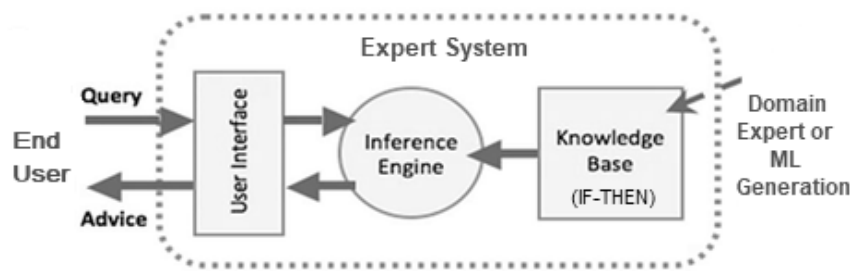 Expert System
Query
End
User
Advice
User Interface
Inference
Engine
Knowledge
Base
(IF-THEN)
Domain
Expert or
ML
Generation